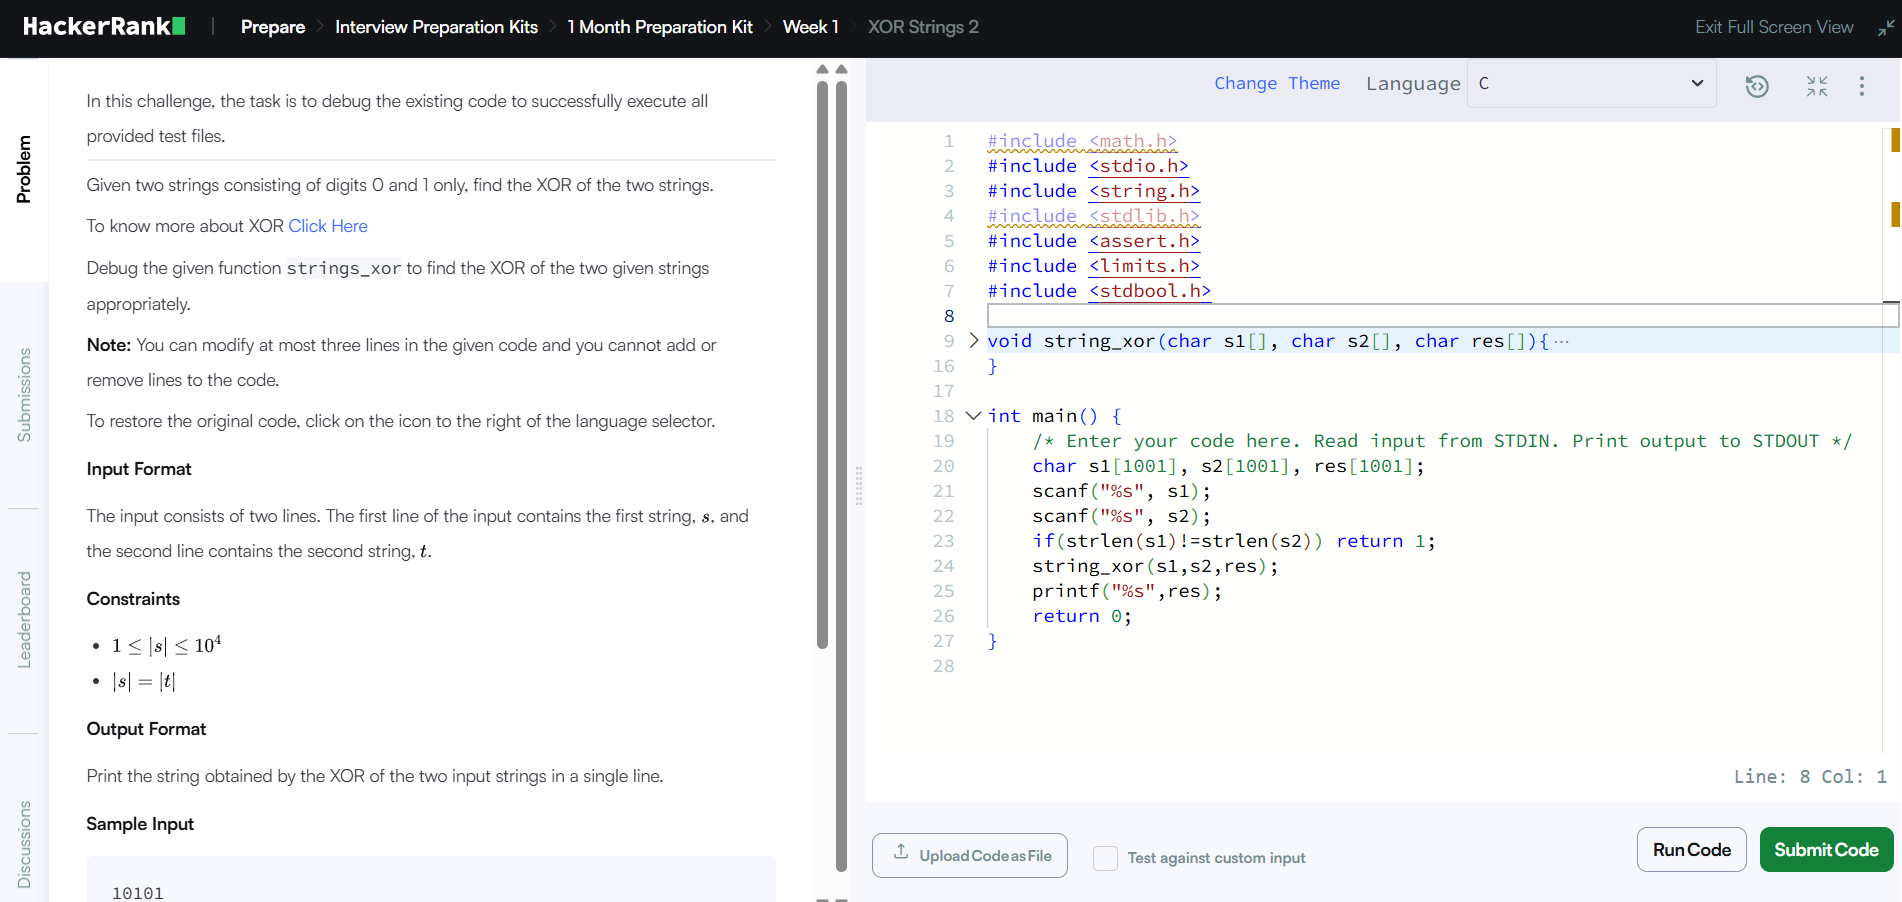 HackerRank | Prepare > Interview Preparation Kits > 1 Month Preparation Kit > Week 1 > XOR Strings 2
Exit Full Screen View
Problem
Submissions
Leaderboard
Discussions
In this challenge, the task is to debug the existing code to successfully execute all
provided test files.
Given two strings consisting of digits 0 and 1 only, find the XOR of the two strings.
To know more about XOR Click Here
Debug the given function strings_xor to find the XOR of the two given strings
appropriately.
Note: You can modify at most three lines in the given code and you cannot add or
remove lines to the code.
To restore the original code, click on the icon to the right of the language selector.
Input Format
The input consists of two lines. The first line of the input contains the first string, s, and
the second line contains the second string, t.
Constraints
• 1 ≤ |s| ≤ 10⁴
• |s| = |t|
Output Format
Print the string obtained by the XOR of the two input strings in a single line.
Sample Input
10101
Change Theme Language C
1 #include <math.h>
2 #include <stdio.h>
3 #include <string.h>
4 #include <stdlib.h>
5 #include <assert.h>
6 #include <limits.h>
7 #include <stdbool.h>
8
9 void string_xor(char s1[], char s2[], char res[]){···
16 }
17
18 int main() {
19     /* Enter your code here. Read input from STDIN. Print output to STDOUT */
20     char s1[1001], s2[1001], res[1001];
21     scanf("%s", s1);
22     scanf("%s", s2);
23     if(strlen(s1)!=strlen(s2)) return 1;
24     string_xor(s1,s2,res);
25     printf("%s",res);
26     return 0;
27 }
28
Line: 8 Col: 1
Upload Code as File
Test against custom input
Run Code
Submit Code